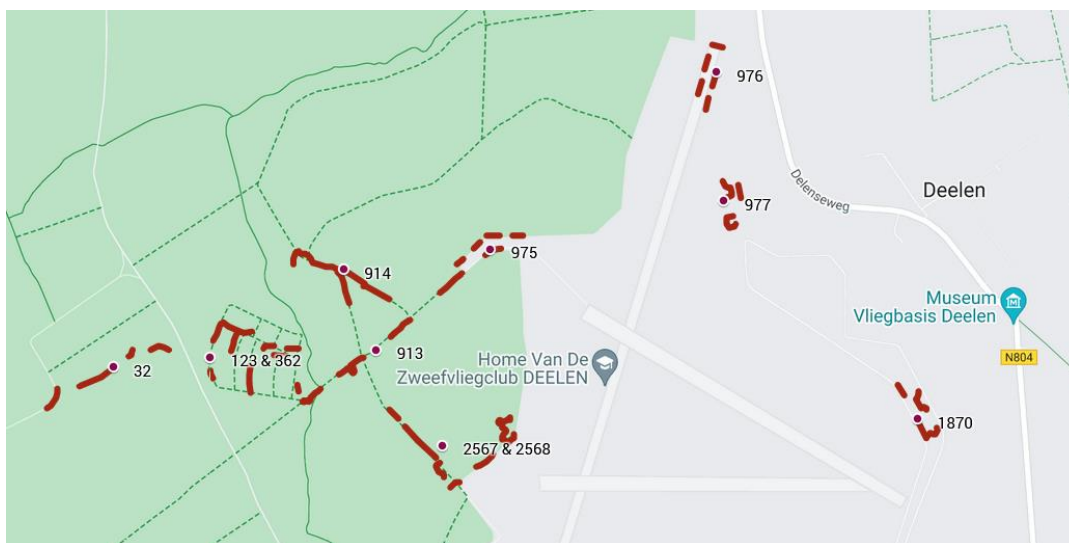 976
Deelen
Delenseweg
977
975
914
Museum
Vliegbasis Deelen
913
Home Van De
Zweefvliegclub DEELEN
N804
123 & 362
32
1870
2567 & 2568